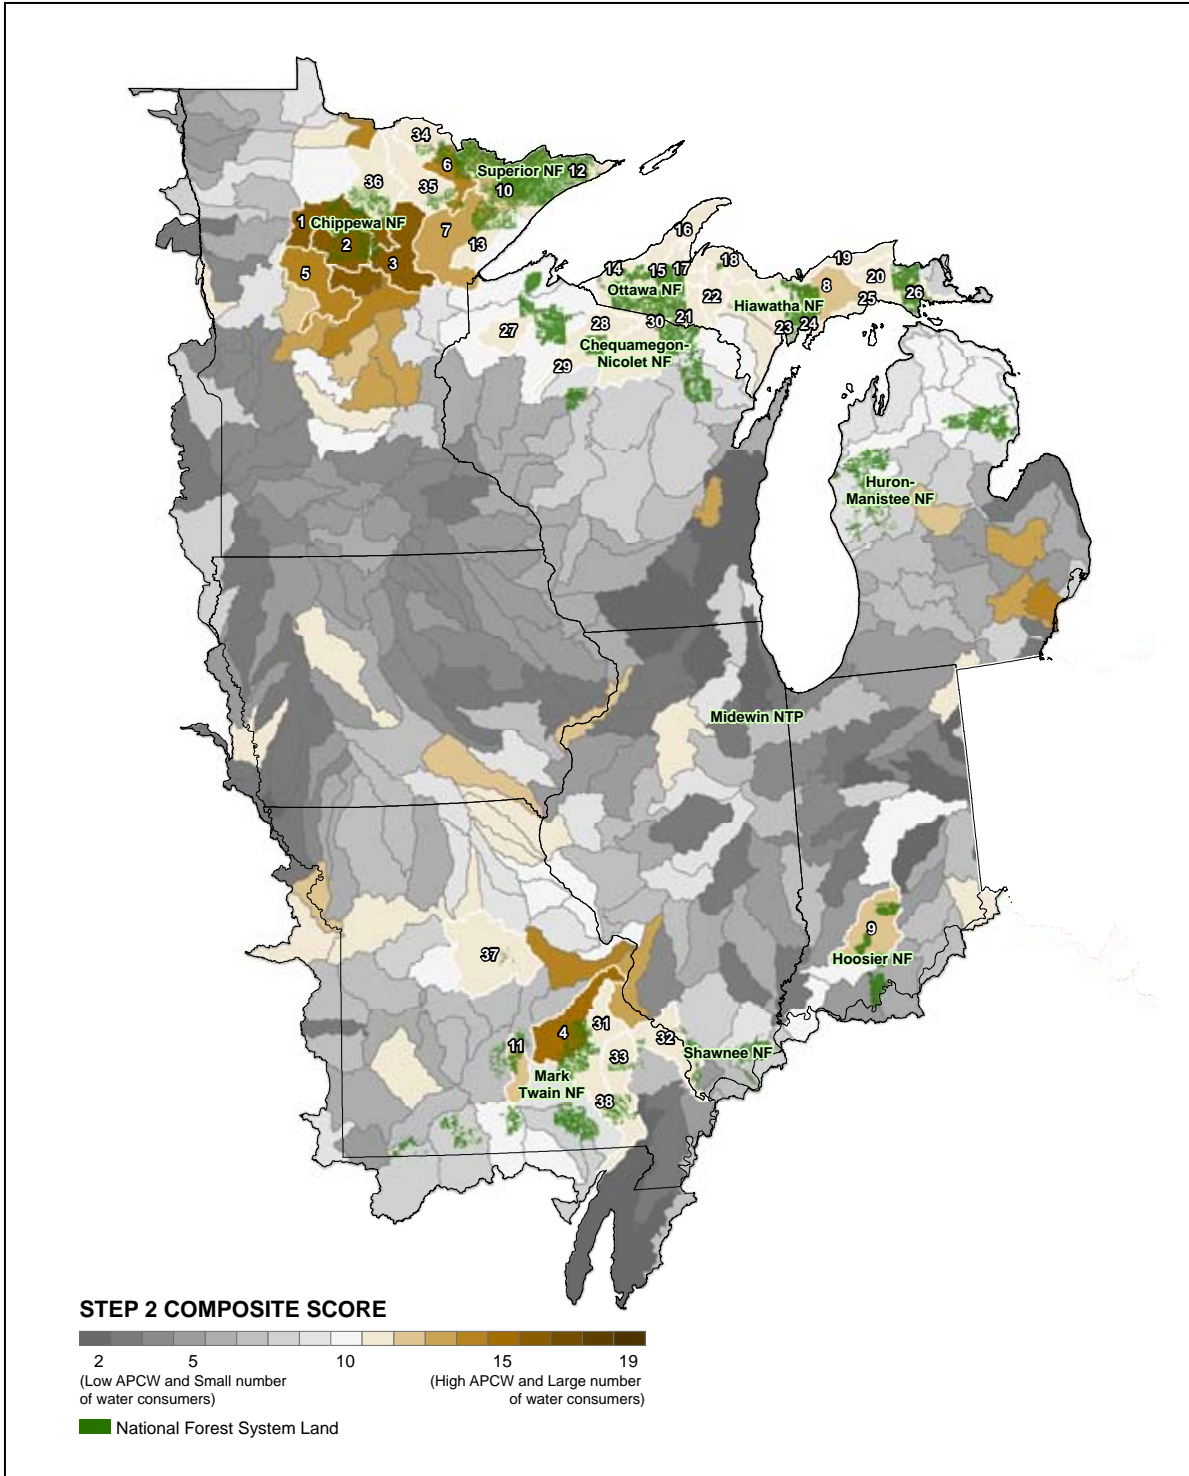 34
6
Superior NF
12
36
35
10
1
Chippewa NF
7
2
13
3
5
16
14
15
17
18
19
20
Ottawa NF
8
26
22
Hiawatha NF
25
27
28
30
21
23
24
Chequamegon-
Nicolet NF
29
Huron-
Manistee NF
Midewin NTP
9
Hoosier NF
37
31
4
32
11
33
Shawnee NF
Mark
Twain NF
38
STEP 2 COMPOSITE SCORE
2 5 10 15 19
(Low APCW and Small number
of water consumers)
(High APCW and Large number
of water consumers)
National Forest System Land